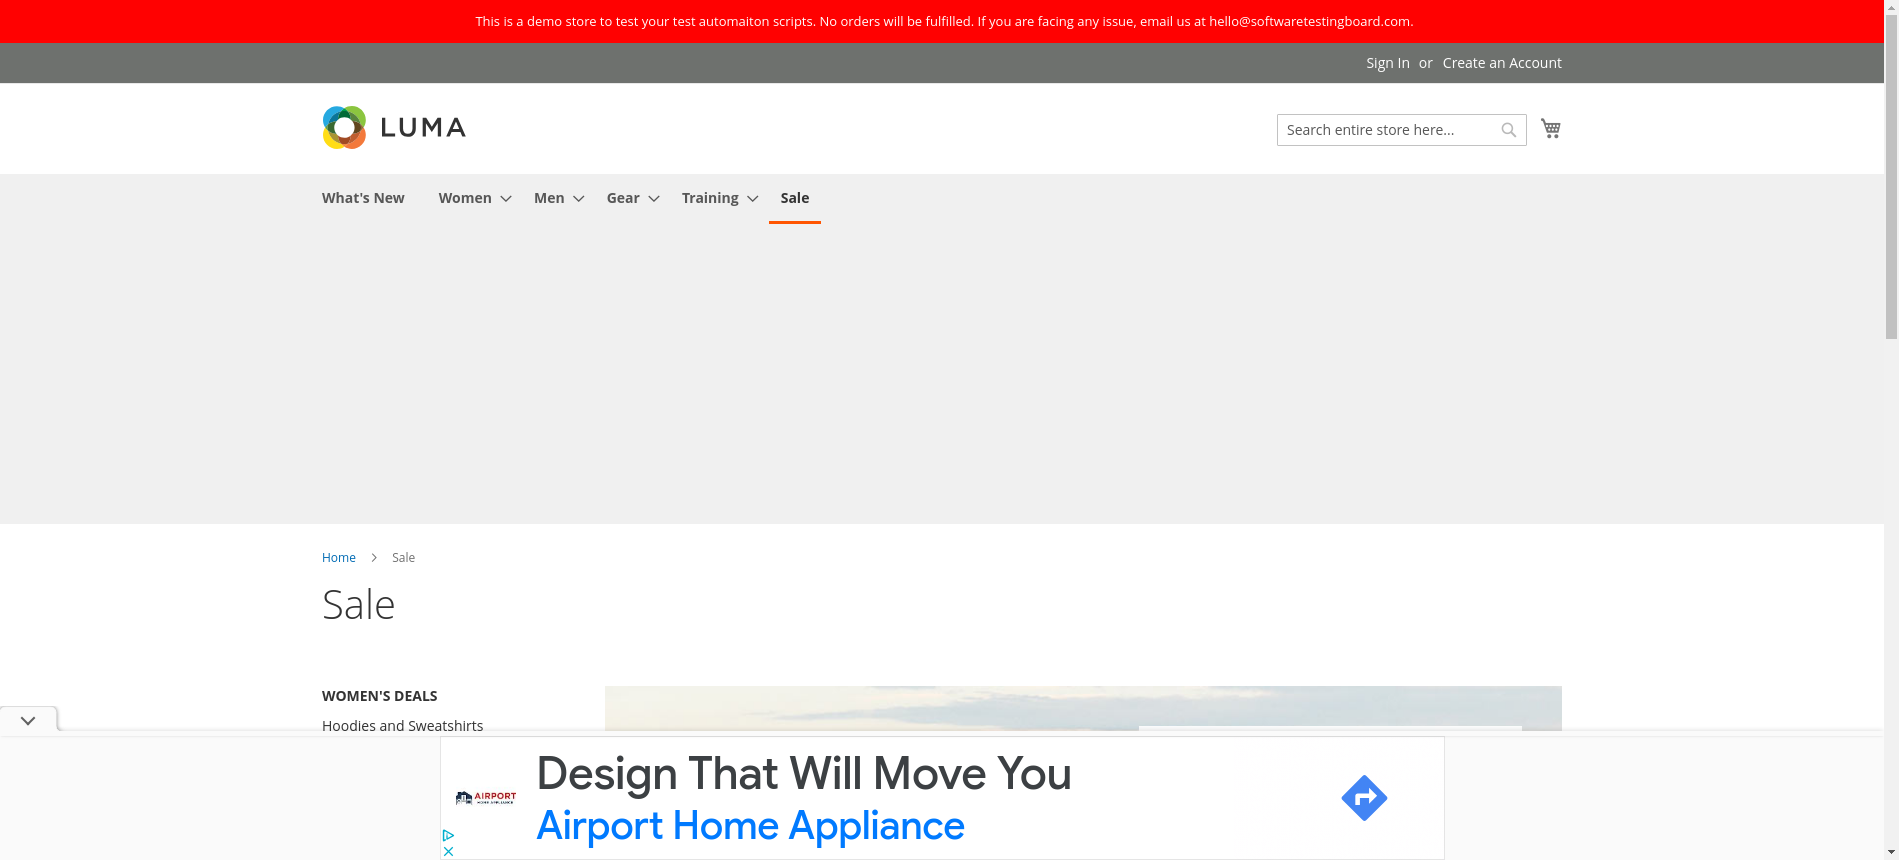 This is a demo store to test your test automaiton scripts. No orders will be fulfilled. If you are facing any issue, email us at hello@softwaretestingboard.com.
Sign In or Create an Account
LUMA
Search entire store here...
What's New Women Men Gear Training Sale
Home Sale
Sale
WOMEN'S DEALS
Hoodies and Sweatshirts
Design That Will Move You
AIRPORT
HOME APPLIANCE
Airport Home Appliance